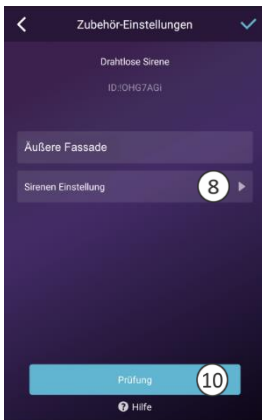 Zubehör-Einstellungen
Drahtlose Sirene
ID:!OHG7AGi
Äußere Fassade
Sirenen Einstellung 8
Prüfung 10
Hilfe